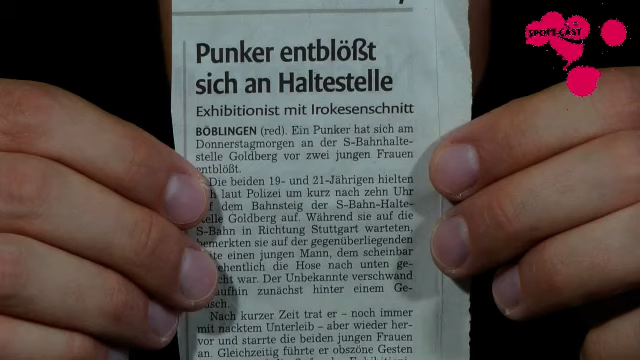 SPORT-CAST
Punker entblößt
sich an Haltestelle
Exhibitionist mit Irokesenschnitt
BÖBLINGEN (red). Ein Punker hat sich am
Donnerstagmorgen an der S-Bahnhalte-
stelle Goldberg vor zwei jungen Frauen
entblößt.
Die beiden 19- und 21-Jährigen hielten
laut Polizei um kurz nach zehn Uhr
dem Bahnsteig der S-Bahn-Halte-
stelle Goldberg auf. Während sie auf die
S-Bahn in Richtung Stuttgart warteten,
bemerkten sie auf der gegenüberliegenden
einen jungen Mann, dem scheinbar
die Hose nach unten ge-
war. Der Unbekannte verschwand
zunächst hinter einem Ge-
Nach kurzer Zeit trat er – noch immer
mit nacktem Unterleib – aber wieder her-
vor und starrte die beiden jungen Frauen
an. Gleichzeitig führte er obszöne Gesten